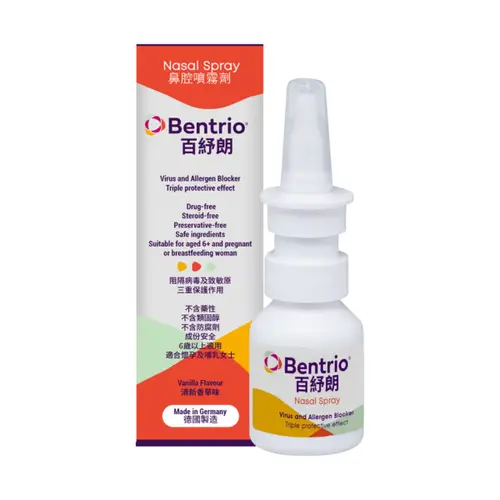 Nasal Spray
鼻腔噴霧劑
Bentrio®
百紓朗
Virus and Allergen Blocker
Triple protective effect
Drug-free
Steroid-free
Preservative-free
Safe ingredients
Suitable for aged 6+ and pregnant
or breastfeeding woman
阻隔病毒及致敏原
三重保護作用
不含藥性
不含類固醇
不含防腐劑
成份安全
6歲以上適用
適合懷孕及哺乳女士
Vanilla Flavour
清新香草味
Made in Germany
德國製造
Bentrio®
百紓朗
Nasal Spray
Virus and Allergen Blocker
Triple protective effect